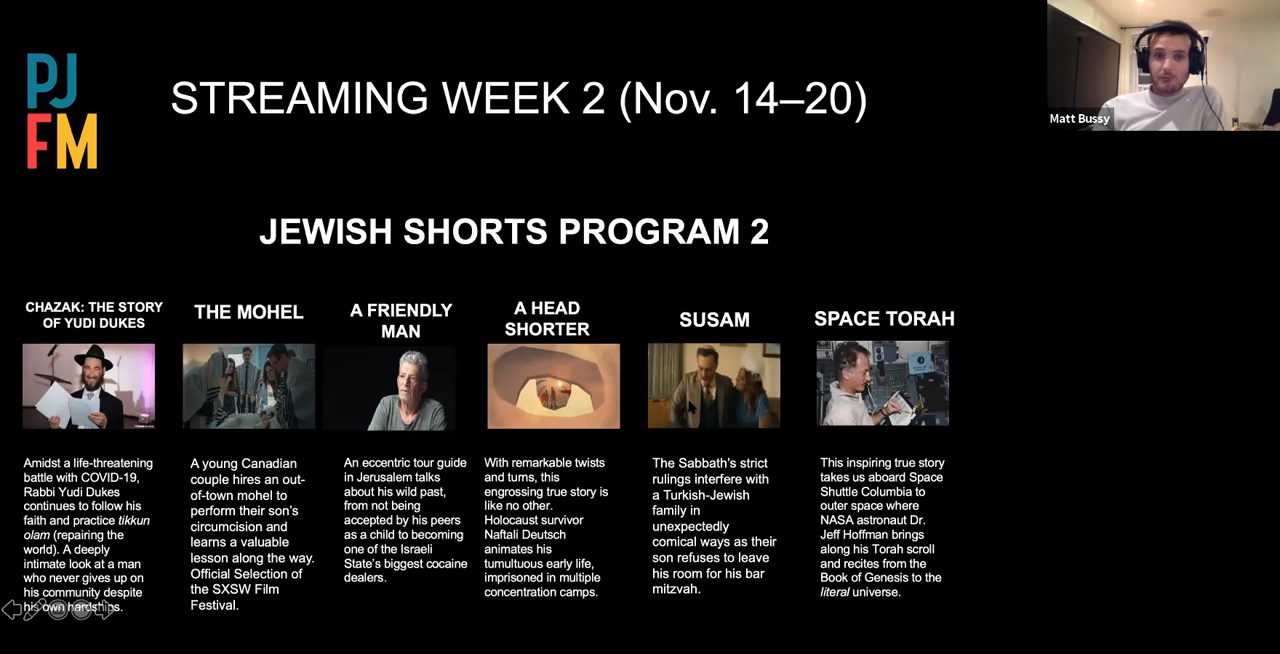 PJ
FM
STREAMING WEEK 2 (Nov. 14–20)
Matt Bussy
JEWISH SHORTS PROGRAM 2
CHAZAK: THE STORY
OF YUDI DUKES
Amidst a life-threatening
battle with COVID-19,
Rabbi Yudi Dukes
continues to follow his
faith and practice tikkun
olam (repairing the
world). A deeply
intimate look at a man
who never gives up on
his community despite
his own hardships.
THE MOHEL
A young Canadian
couple hires an out-
of-town mohel to
perform their son’s
circumcision and
learns a valuable
lesson along the way.
Official Selection of
the SXSW Film
Festival.
A FRIENDLY
MAN
An eccentric tour guide
in Jerusalem talks
about his wild past,
from not being
accepted by his peers
as a child to becoming
one of the Israeli
State’s biggest cocaine
dealers.
A HEAD
SHORTER
With remarkable twists
and turns, this
engrossing true story is
like no other.
Holocaust survivor
Naftali Deutsch
animates his
tumultuous early life,
imprisoned in multiple
concentration camps.
SUSAM
The Sabbath’s strict
rulings interfere with
a Turkish-Jewish
family in
unexpectedly
comical ways as their
son refuses to leave
his room for his bar
mitzvah.
SPACE TORAH
This inspiring true story
takes us aboard Space
Shuttle Columbia to
outer space where
NASA astronaut Dr.
Jeff Hoffman brings
along his Torah scroll
and recites from the
Book of Genesis to the
literal universe.